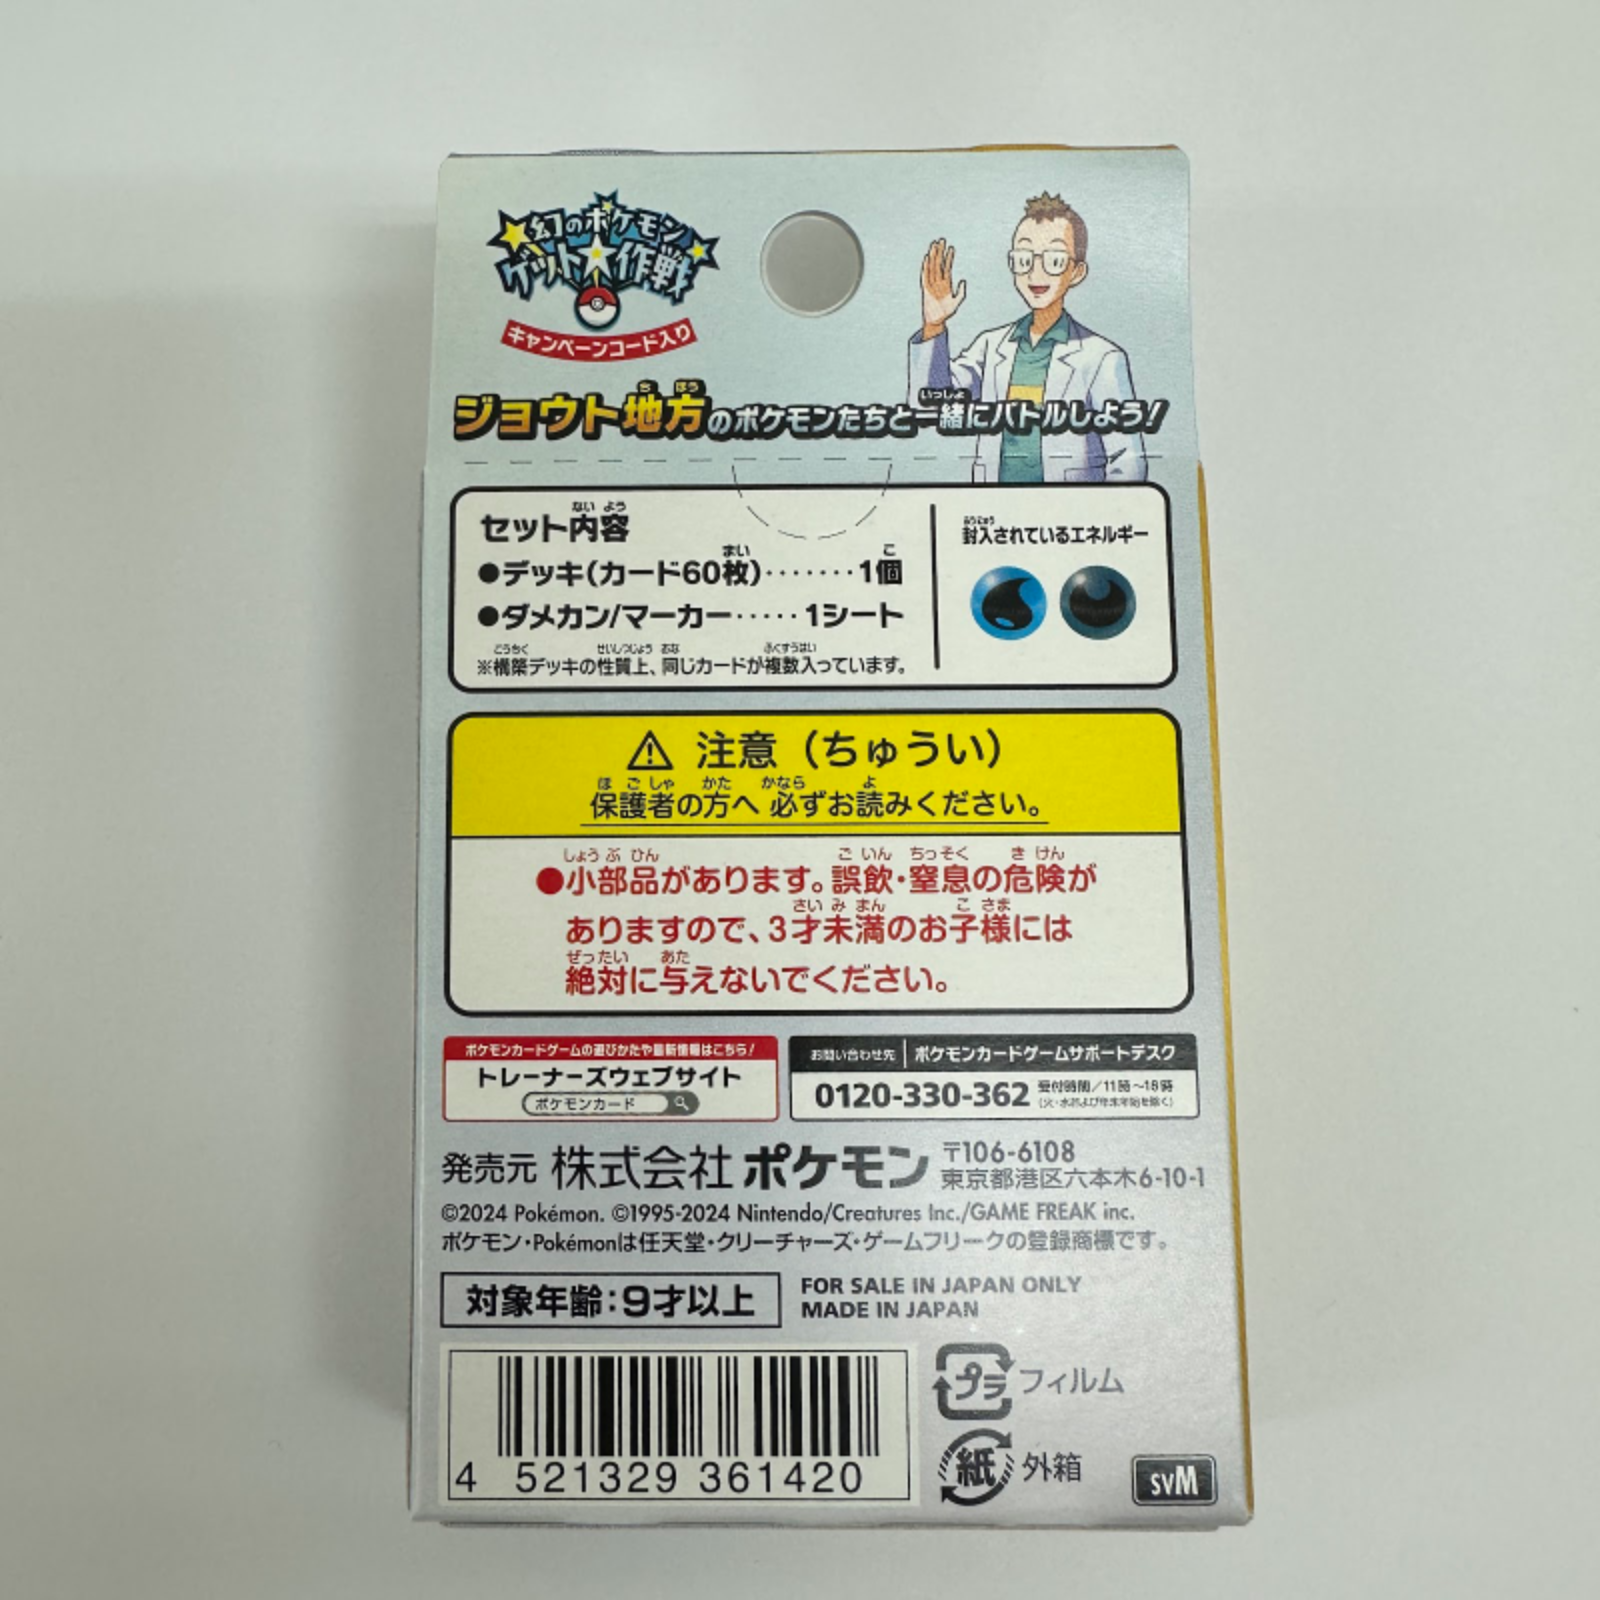 幻のポケモン
ゲット★作戦
キャンペーンコード入り
ジョウト地方のポケモンたちと一緒にバトルしよう!
セット内容
●デッキ(カード60枚)・・・・・・・1個
●ダメカン/マーカー・・・・・1シート
※構築デッキの性質上、同じカードが複数入っています。
封入されているエネルギー
⚠ 注意(ちゅうい)
保護者の方へ 必ずお読みください。
●小部品があります。誤飲・窒息の危険が
ありますので、3才未満のお子様には
絶対に与えないでください。
ポケモンカードゲームの遊びかたや最新情報はこちら!
トレーナーズウェブサイト
ポケモンカード
お問い合わせ先 ポケモンカードゲームサポートデスク
0120-330-362 受付時間/11時~18時
(火・水および年末年始を除く)
発売元 株式会社ポケモン 〒106-6108
東京都港区六本木6-10-1
©2024 Pokémon. ©1995-2024 Nintendo/Creatures Inc./GAME FREAK inc.
ポケモン・Pokémonは任天堂・クリーチャーズ・ゲームフリークの登録商標です。
対象年齢:9才以上
FOR SALE IN JAPAN ONLY
MADE IN JAPAN
4 521329 361420
プラ フィルム
紙 外箱
svM